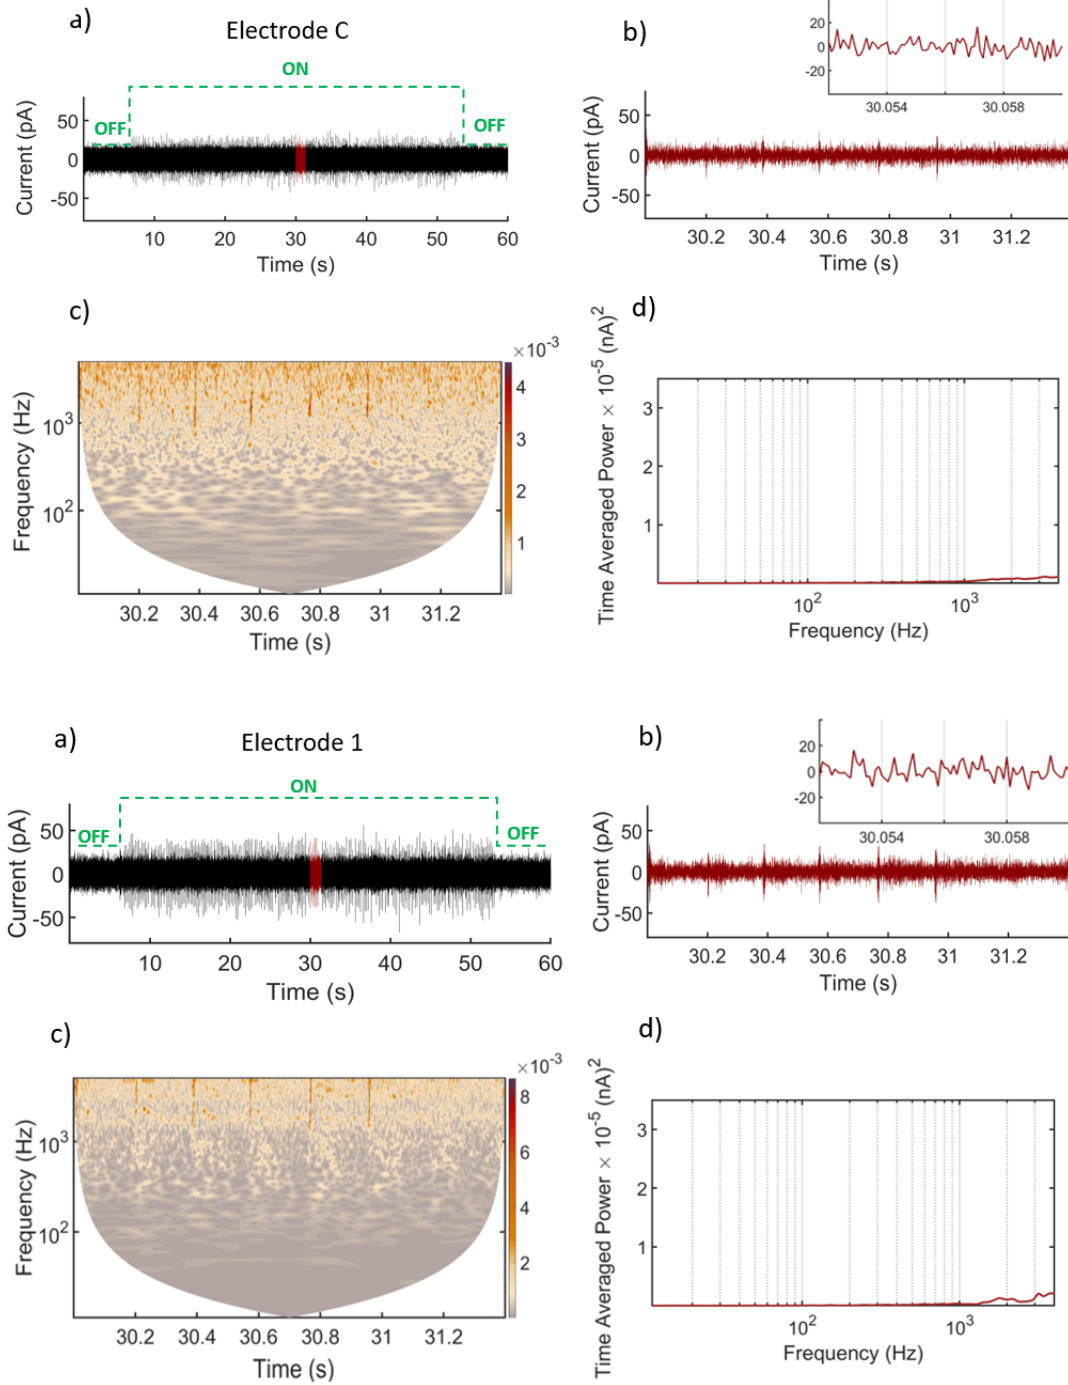 a)
Electrode C
ON
OFF
OFF
Current (pA)
50
0
-50
10 20 30 40 50 60
Time (s)
b)
20
0
-20
30.054 30.058
Current (pA)
50
0
-50
30.2 30.4 30.6 30.8 31 31.2
Time (s)
c)
×10⁻³
Frequency (Hz)
10³
10²
4
3
2
1
30.2 30.4 30.6 30.8 31 31.2
Time (s)
d)
Time Averaged Power × 10⁻⁵ (nA)²
3
2
1
10² 10³
Frequency (Hz)
a)
Electrode 1
ON
OFF
OFF
Current (pA)
50
0
-50
10 20 30 40 50 60
Time (s)
b)
20
0
-20
30.054 30.058
Current (pA)
50
0
-50
30.2 30.4 30.6 30.8 31 31.2
Time (s)
c)
×10⁻³
Frequency (Hz)
10³
10²
8
6
4
2
30.2 30.4 30.6 30.8 31 31.2
Time (s)
d)
Time Averaged Power × 10⁻⁵ (nA)²
3
2
1
10² 10³
Frequency (Hz)